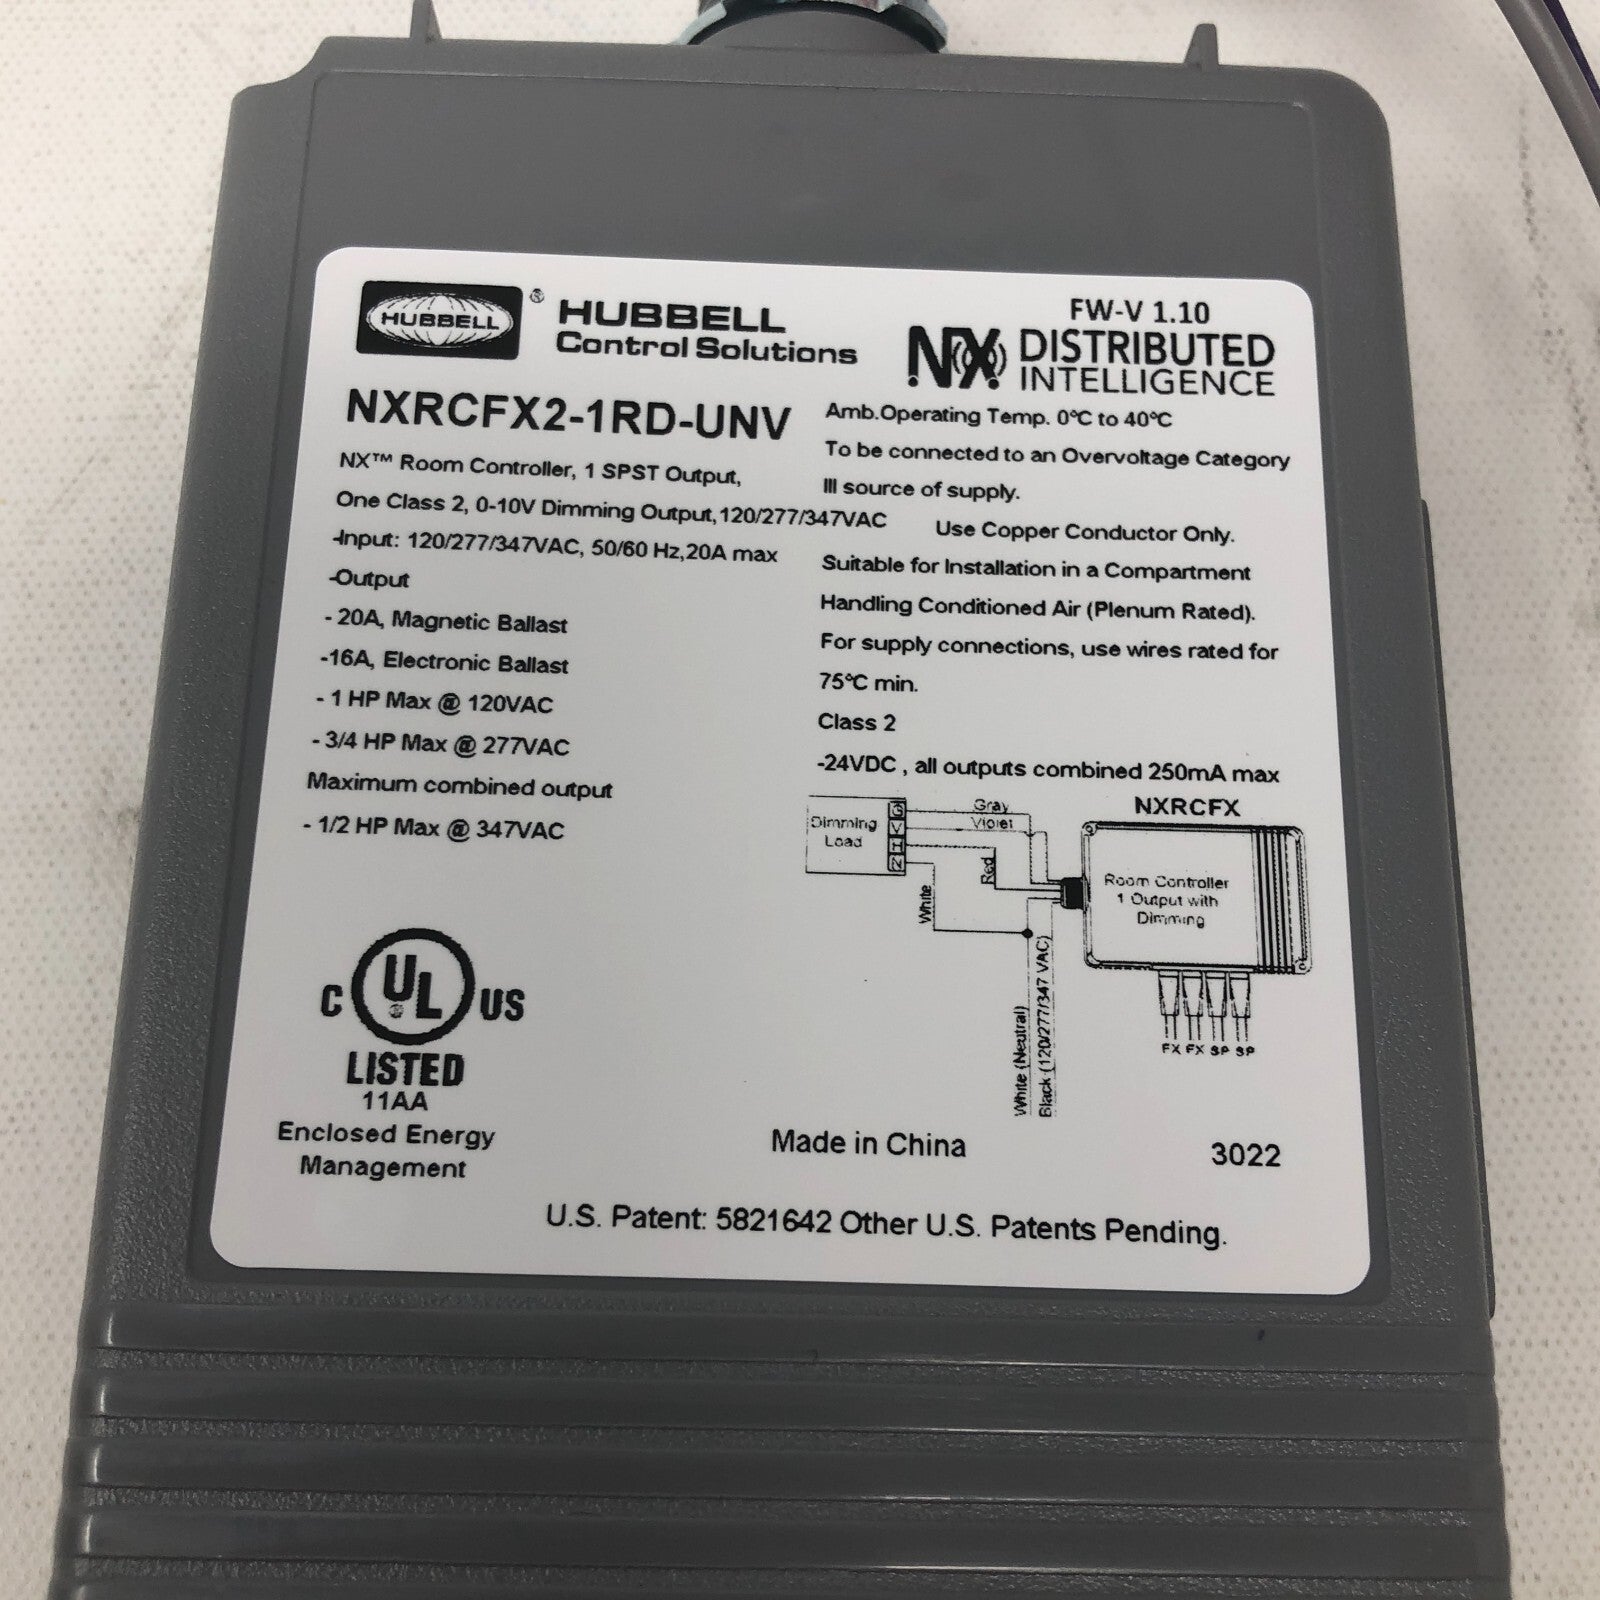 HUBBELL
®
HUBBELL
Control Solutions
FW-V 1.10
NX DISTRIBUTED
INTELLIGENCE
NXRCFX2-1RD-UNV
NX™ Room Controller, 1 SPST Output,
One Class 2, 0-10V Dimming Output,120/277/347VAC
-Input: 120/277/347VAC, 50/60 Hz,20A max
-Output
- 20A, Magnetic Ballast
-16A, Electronic Ballast
- 1 HP Max @ 120VAC
- 3/4 HP Max @ 277VAC
Maximum combined output
- 1/2 HP Max @ 347VAC
Amb.Operating Temp. 0°C to 40°C
To be connected to an Overvoltage Category
III source of supply.
Use Copper Conductor Only.
Suitable for Installation in a Compartment
Handling Conditioned Air (Plenum Rated).
For supply connections, use wires rated for
75°C min.
Class 2
-24VDC , all outputs combined 250mA max
NXRCFX
Dimming
Load
G
V
H
N
Gray
Violet
Red
White
White (Neutral)
Black (120/277/347 VAC)
Room Controller
1 Output with
Dimming
FX FX SP SP
C UL ® US
LISTED
11AA
Enclosed Energy
Management
Made in China
3022
U.S. Patent: 5821642 Other U.S. Patents Pending.